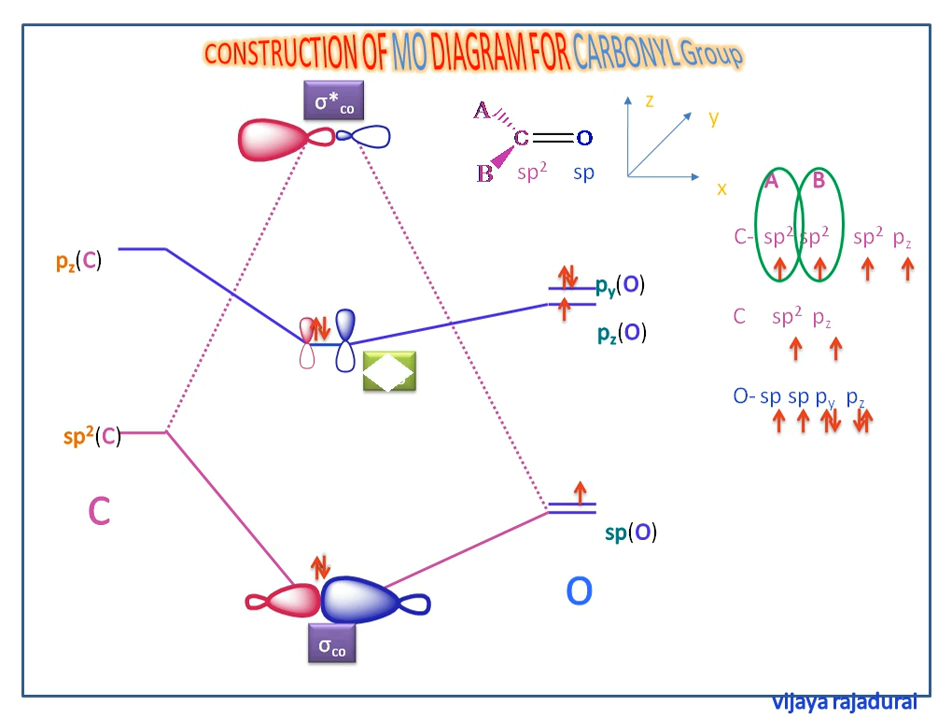 CONSTRUCTION OF MO DIAGRAM FOR CARBONYL Group
σ*co
A
C O
B
sp² sp
z
y
x
A B
C- sp² sp² sp² pz
pz(C)
py(O)
pz(O)
C sp² pz
O- sp sp py pz
sp²(C)
C
sp(O)
O
σco
vijaya rajadurai